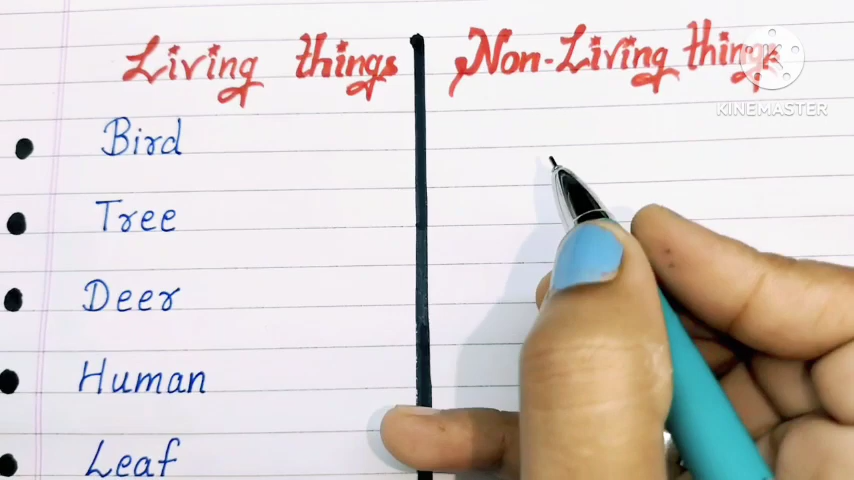 Living things
Non-Living things
KINEMASTER
Bird
Tree
Deer
Human
Leaf